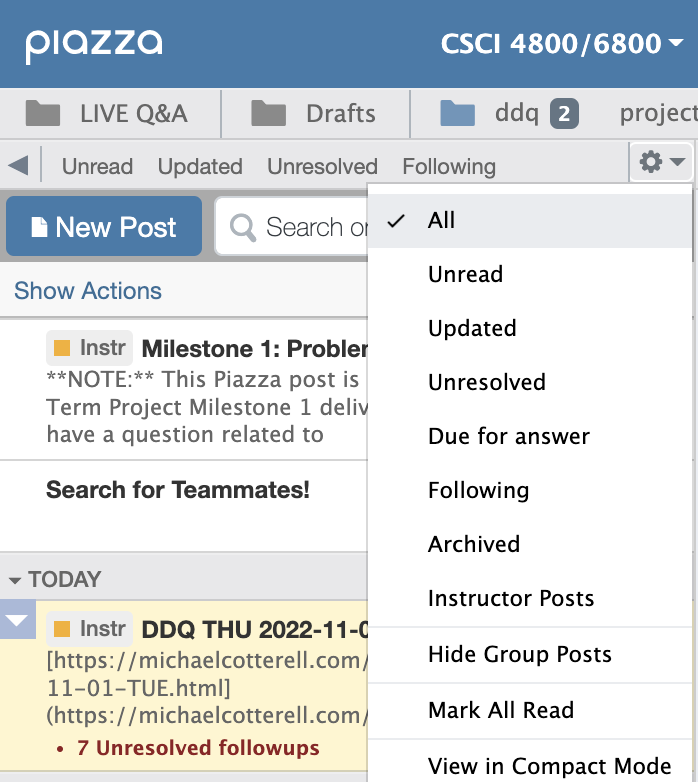 piazza
CSCI 4800/6800
LIVE Q&A Drafts ddq 2 project
Unread Updated Unresolved Following
New Post
Search or
Show Actions
Instr Milestone 1: Problem
**NOTE:** This Piazza post is
Term Project Milestone 1 deliv
have a question related to
Search for Teammates!
TODAY
Instr DDQ THU 2022-11-0
[https://michaelcotterell.com/
11-01-TUE.html]
(https://michaelcotterell.com/
• 7 Unresolved followups
✓ All
Unread
Updated
Unresolved
Due for answer
Following
Archived
Instructor Posts
Hide Group Posts
Mark All Read
View in Compact Mode